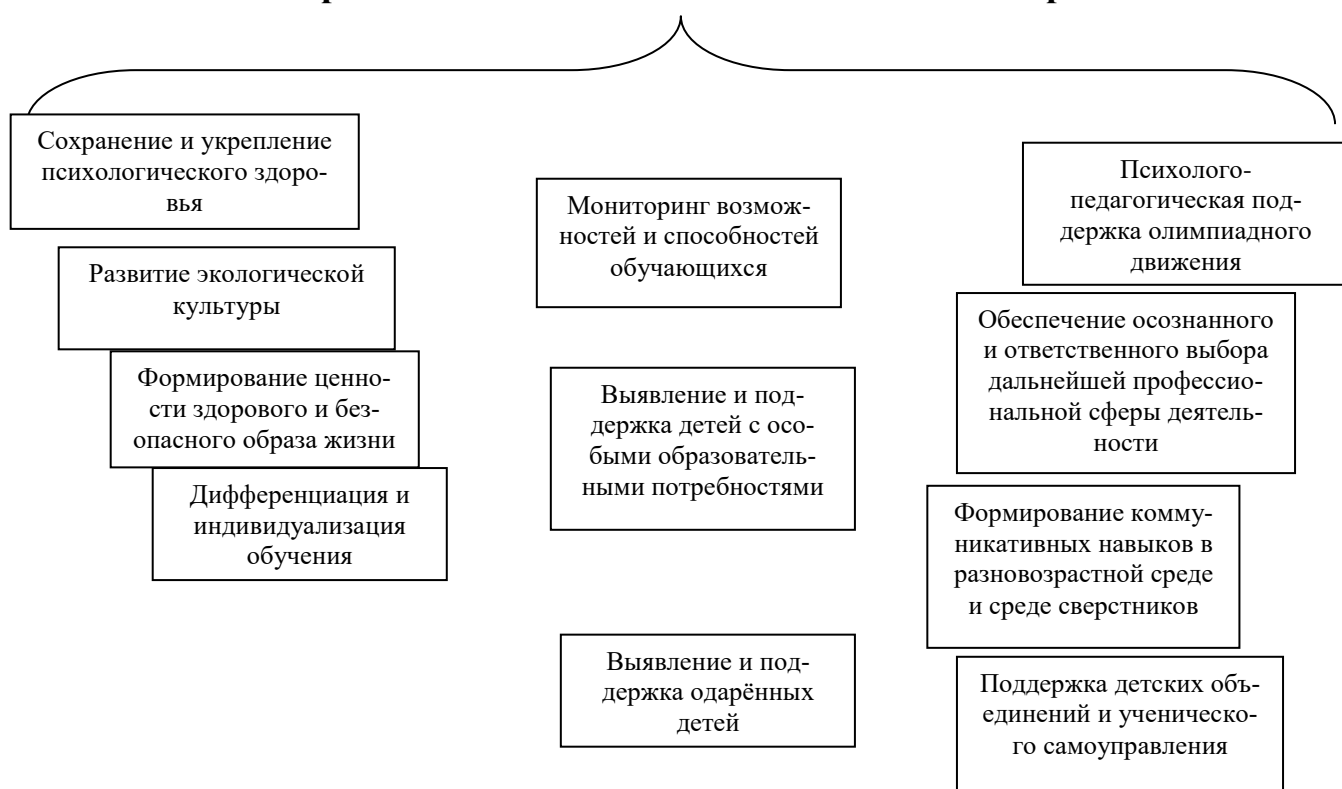 Сохранение и укрепление
психологического здоро-
вья
Развитие экологической
культуры
Формирование ценно-
сти здорового и без-
опасного образа жизни
Дифференциация и
индивидуализация
обучения
Мониторинг возмож-
ностей и способностей
обучающихся
Выявление и под-
держка детей с осо-
быми образователь-
ными потребностями
Выявление и под-
держка одарённых
детей
Психолого-
педагогическая под-
держка олимпиадного
движения
Обеспечение осознанного
и ответственного выбора
дальнейшей профессио-
нальной сферы деятель-
ности
Формирование комму-
никативных навыков в
разновозрастной среде
и среде сверстников
Поддержка детских объ-
единений и ученическо-
го самоуправления